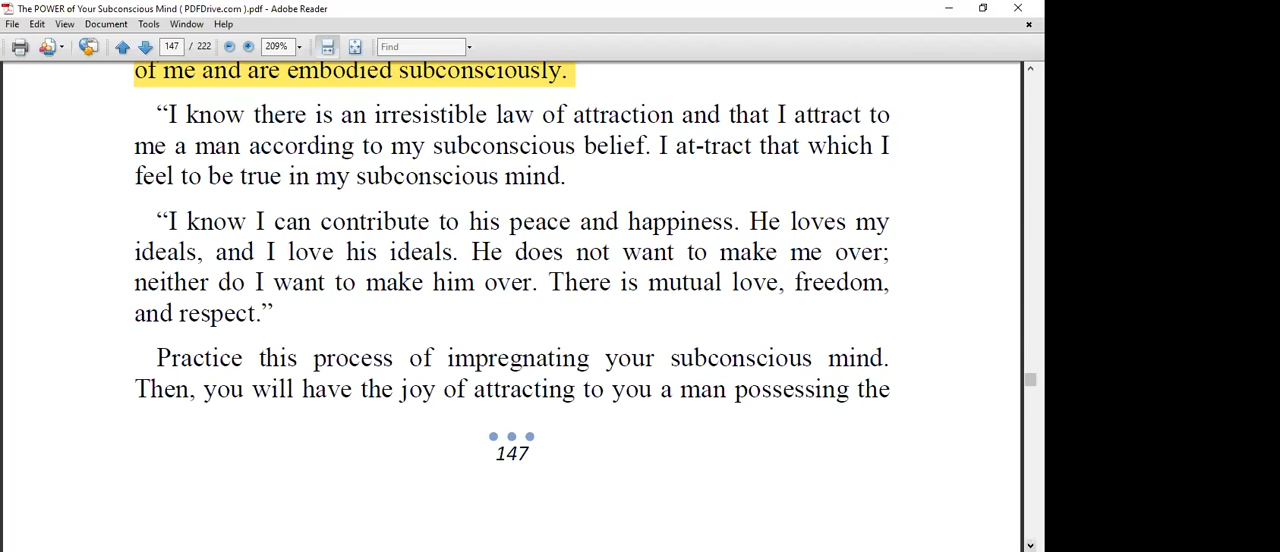 The POWER of Your Subconscious Mind ( PDFDrive.com ).pdf - Adobe Reader
File Edit View Document Tools Window Help
147 / 222 209% Find
of me and are embodied subconsciously.
“I know there is an irresistible law of attraction and that I attract to
me a man according to my subconscious belief. I at-tract that which I
feel to be true in my subconscious mind.
“I know I can contribute to his peace and happiness. He loves my
ideals, and I love his ideals. He does not want to make me over;
neither do I want to make him over. There is mutual love, freedom,
and respect.”
Practice this process of impregnating your subconscious mind.
Then, you will have the joy of attracting to you a man possessing the
147